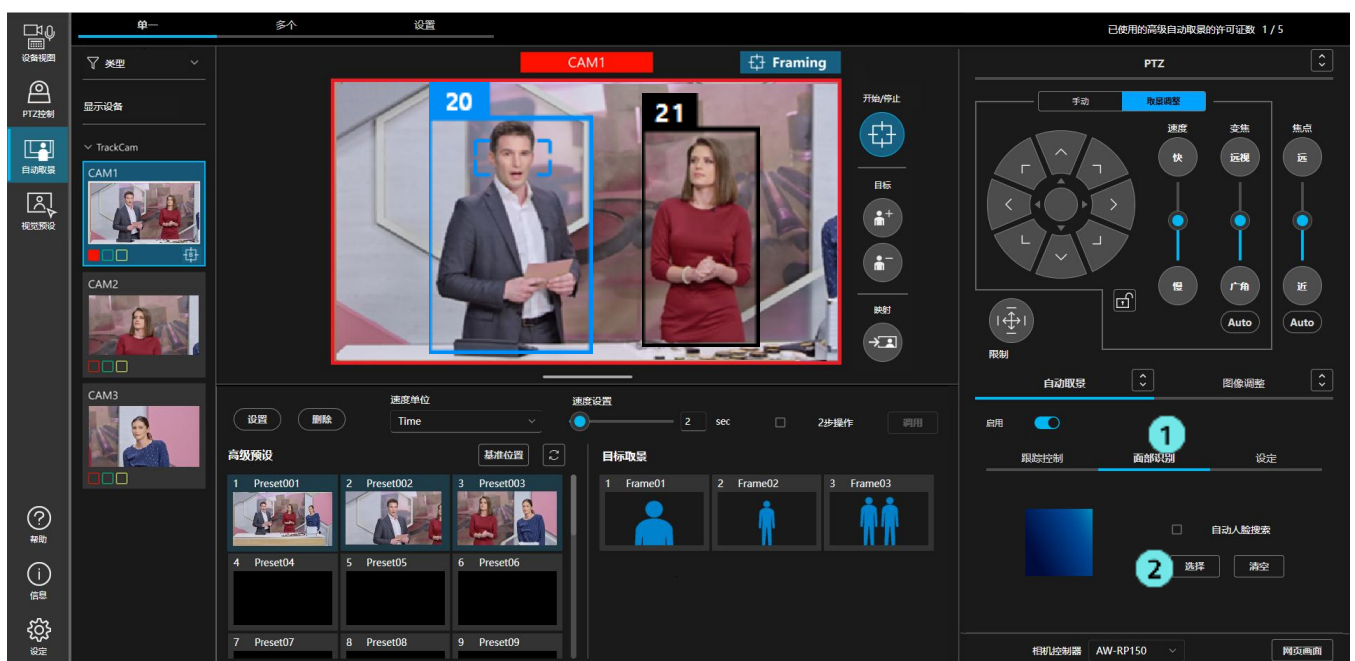 单一
多个
设置
已使用的高级自动取景的许可证数 1 / 5
设备视图
PTZ控制
自动取景
视觉预设
帮助
信息
设定
类型
显示设备
TrackCam
CAM1
CAM2
CAM3
CAM1
Framing
20
21
开始/停止
目标
映射
设置
删除
速度单位
Time
速度设置
2 sec
2步操作
调用
高级预设
基准位置
1 Preset001
2 Preset002
3 Preset003
4 Preset04
5 Preset05
6 Preset06
7 Preset07
8 Preset08
9 Preset09
目标取景
1 Frame01
2 Frame02
3 Frame03
PTZ
手动
取景调整
速度
变焦
焦点
快
远视
远
慢
广角
近
Auto
Auto
限制
自动取景
图像调整
启用
1
跟踪控制
面部识别
设定
自动人脸搜索
2
选择
清空
相机控制器
AW-RP150
网页画面